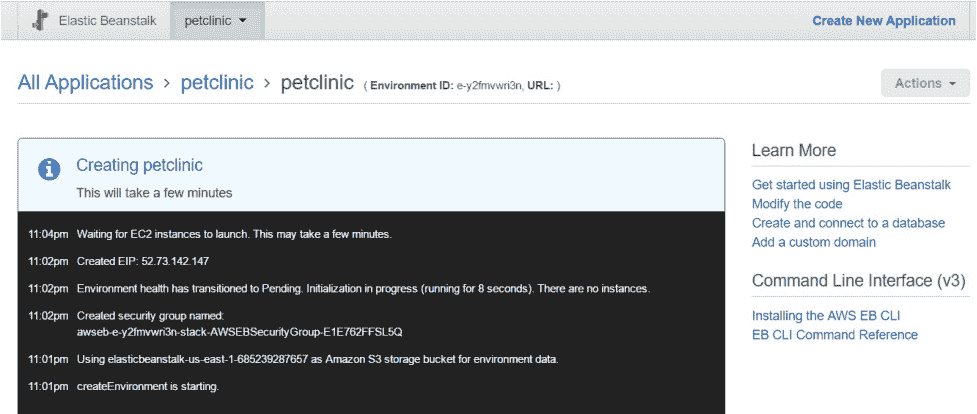 Elastic Beanstalk petclinic Create New Application
All Applications > petclinic > petclinic ( Environment ID: e-y2fmvwri3n, URL: )
Actions
Creating petclinic
This will take a few minutes
11:04pm Waiting for EC2 instances to launch. This may take a few minutes.
11:02pm Created EIP: 52.73.142.147
11:02pm Environment health has transitioned to Pending. Initialization in progress (running for 8 seconds). There are no instances.
11:02pm Created security group named:
awseb-e-y2fmvwri3n-stack-AWSEBSecurityGroup-E1E762FFSL5Q
11:01pm Using elasticbeanstalk-us-east-1-685239287657 as Amazon S3 storage bucket for environment data.
11:01pm createEnvironment is starting.
Learn More
Get started using Elastic Beanstalk
Modify the code
Create and connect to a database
Add a custom domain
Command Line Interface (v3)
Installing the AWS EB CLI
EB CLI Command Reference